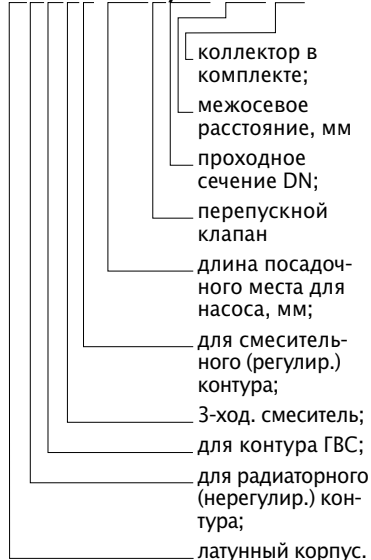 коллектор в
комплекте;
межосевое
расстояние, мм
проходное
сечение DN;
перепускной
клапан
длина посадоч-
ного места для
насоса, мм;
для смеситель-
ного (регулир.)
контура;
3-ход. смеситель;
для контура ГВС;
для радиаторного
(нерегулир.) кон-
тура;
латунный корпус.